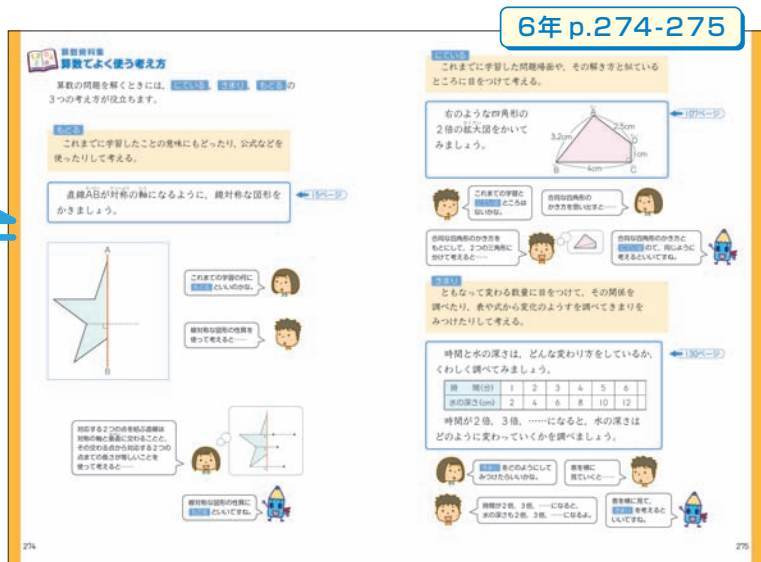 6年 p.274-275
算数資料集
算数でよく使う考え方
算数の問題を解くときには、にている、きまり、もどるの
3つの考え方が役立ちます。
もどる
これまでに学習したことの意味にもどったり、公式などを
使ったりして考える。
直線ABが対称の軸になるように、線対称な図形を
かきましょう。
15ページ
A
B
これまでの学習の何に
もどるといいのかな。
線対称な図形の性質を
使って考えると……
対応する2つの点を結ぶ直線は
対称の軸と垂直に交わることと、
その交わる点から対応する2つの
点までの長さが等しいことを
使って考えると……
線対称な図形の性質に
もどるといいですね。
274
にている
これまでに学習した問題場面や、その解き方と似ている
ところに目をつけて考える。
右のような四角形の
2倍の拡大図をかいて
みましょう。
A
2.5cm
3.2cm
D
1cm
B
4cm
C
107ページ
これまでの学習と
にているところは
ないかな。
合同な四角形の
かき方を思い出すと……
合同な四角形のかき方を
もとにして、2つの三角形に
分けて考えると……
合同な四角形のかき方と
にているので、同じように
考えるといいですね。
きまり
ともなって変わる数量に目をつけて、その関係を
調べたり、表や式から変化のようすを調べてきまりを
みつけたりして考える。
時間と水の深さは、どんな変わり方をしているか、
くわしく調べてみましょう。
130ページ
時間(分) 1 2 3 4 5 6
水の深さ(cm) 2 4 6 8 10 12
時間が2倍、3倍、……になると、水の深さは
どのように変わっていくかを調べましょう。
きまりをどのようにして
みつけたらいいかな。
表を横に
見ていくと……
時間が2倍、3倍、……になると、
水の深さも2倍、3倍、……になるよ。
表を横に見て、
きまりを考えると
いいですね。
275